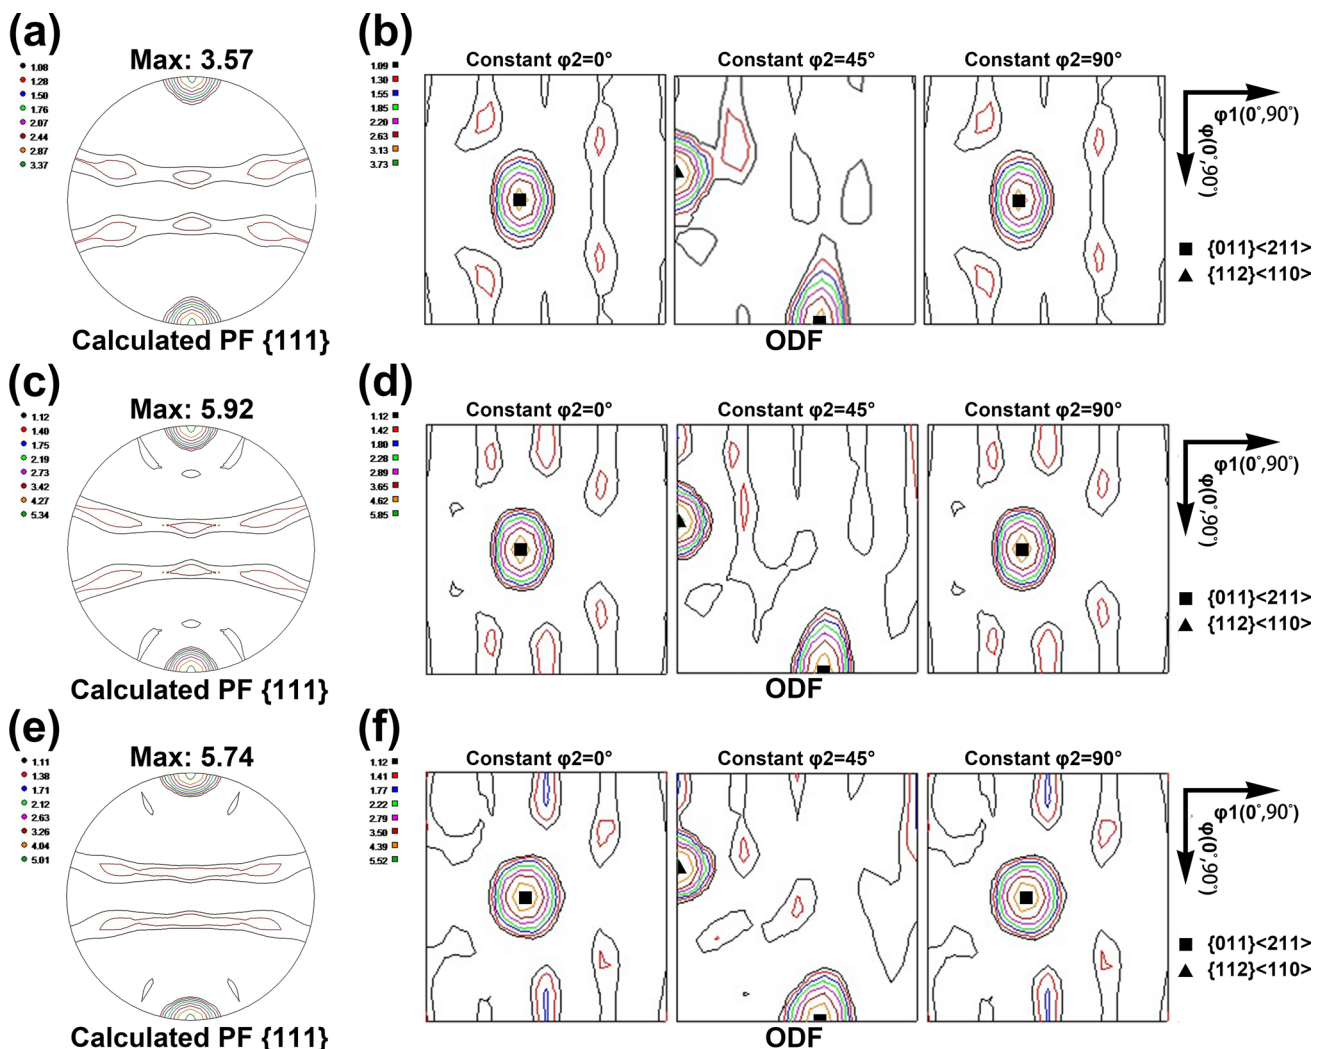 (a)
Max: 3.57
1.08
1.28
1.50
1.76
2.07
2.44
2.87
3.37
Calculated PF {111}
(b)
Constant φ2=0°
Constant φ2=45°
Constant φ2=90°
1.09
1.30
1.55
1.85
2.20
2.63
3.13
3.73
φ1(0°,90°)
φ(0°,90°)
{011}<211>
{112}<110>
ODF
(c)
Max: 5.92
1.12
1.40
1.75
2.19
2.73
3.42
4.27
5.34
Calculated PF {111}
(d)
Constant φ2=0°
Constant φ2=45°
Constant φ2=90°
1.12
1.42
1.80
2.28
2.89
3.65
4.62
5.85
φ1(0°,90°)
φ(0°,90°)
{011}<211>
{112}<110>
ODF
(e)
Max: 5.74
1.11
1.38
1.71
2.12
2.63
3.26
4.04
5.01
Calculated PF {111}
(f)
Constant φ2=0°
Constant φ2=45°
Constant φ2=90°
1.12
1.41
1.77
2.22
2.79
3.50
4.39
5.52
φ1(0°,90°)
φ(0°,90°)
{011}<211>
{112}<110>
ODF